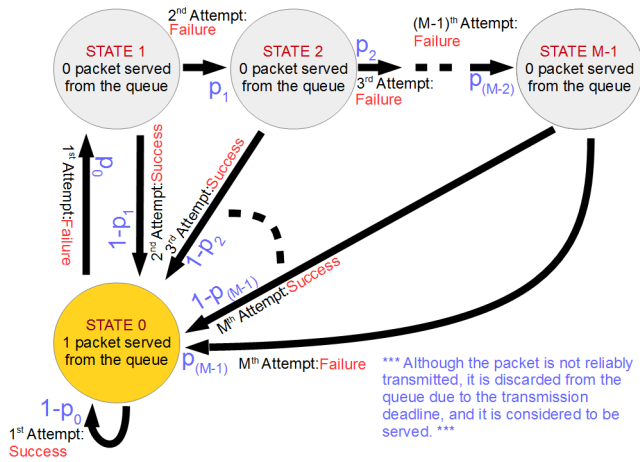 2nd Attempt:
Failure
(M-1)th Attempt:
Failure
STATE 1
0 packet served
from the queue
p1
STATE 2
0 packet served
from the queue
p2
3rd Attempt:
Failure
p(M-2)
STATE M-1
0 packet served
from the queue
1st Attempt:Failure
p0
1-p1
2nd Attempt:Success
3rd Attempt:Success
1-p2
1-p(M-1)
Mth Attempt:Success
STATE 0
1 packet served
from the queue
p(M-1)
Mth Attempt:Failure
1-p0
1st Attempt:
Success
*** Although the packet is not reliably
transmitted, it is discarded from the
queue due to the transmission
deadline, and it is considered to be
served. ***